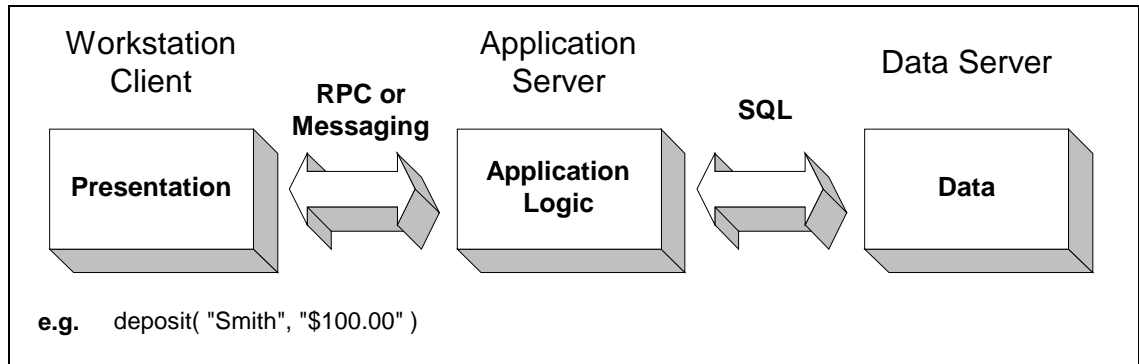 Workstation
Client
Application
Server
Data Server
RPC or
Messaging
SQL
Presentation
Application
Logic
Data
e.g. deposit( "Smith", "$100.00" )